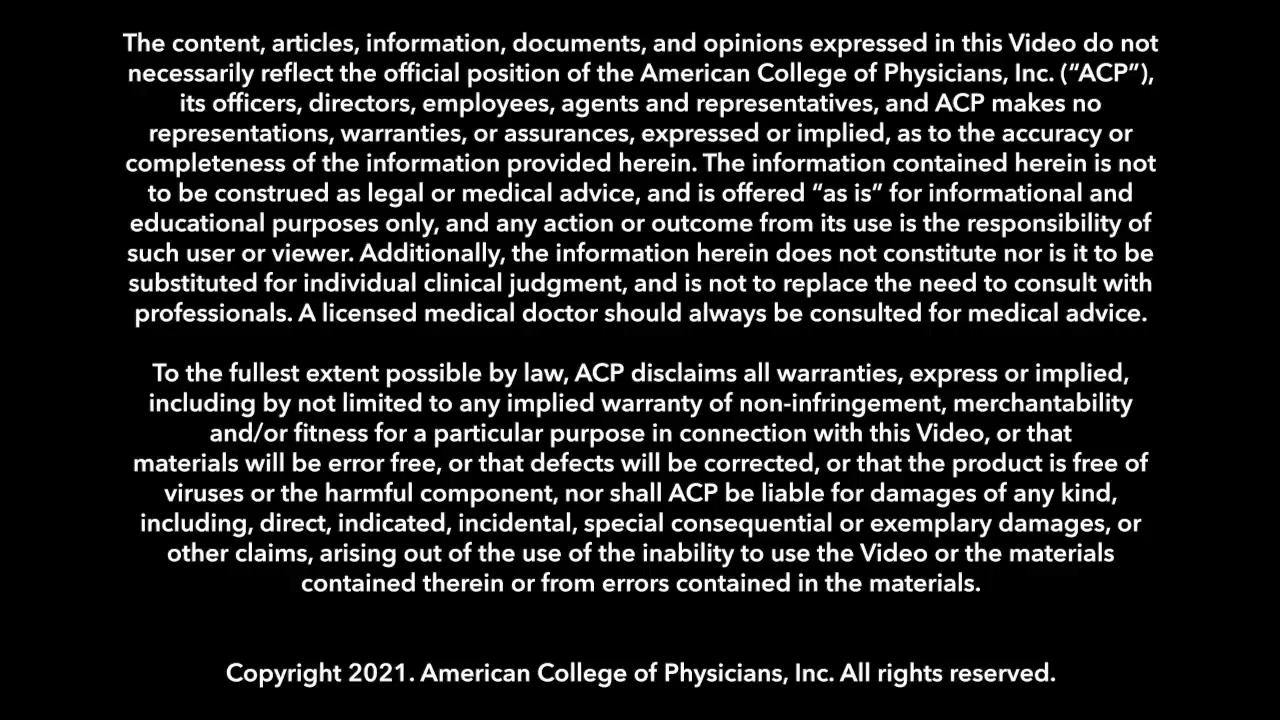 The content, articles, information, documents, and opinions expressed in this Video do not
necessarily reflect the official position of the American College of Physicians, Inc. (“ACP”),
its officers, directors, employees, agents and representatives, and ACP makes no
representations, warranties, or assurances, expressed or implied, as to the accuracy or
completeness of the information provided herein. The information contained herein is not
to be construed as legal or medical advice, and is offered “as is” for informational and
educational purposes only, and any action or outcome from its use is the responsibility of
such user or viewer. Additionally, the information herein does not constitute nor is it to be
substituted for individual clinical judgment, and is not to replace the need to consult with
professionals. A licensed medical doctor should always be consulted for medical advice.
To the fullest extent possible by law, ACP disclaims all warranties, express or implied,
including by not limited to any implied warranty of non-infringement, merchantability
and/or fitness for a particular purpose in connection with this Video, or that
materials will be error free, or that defects will be corrected, or that the product is free of
viruses or the harmful component, nor shall ACP be liable for damages of any kind,
including, direct, indicated, incidental, special consequential or exemplary damages, or
other claims, arising out of the use of the inability to use the Video or the materials
contained therein or from errors contained in the materials.
Copyright 2021. American College of Physicians, Inc. All rights reserved.